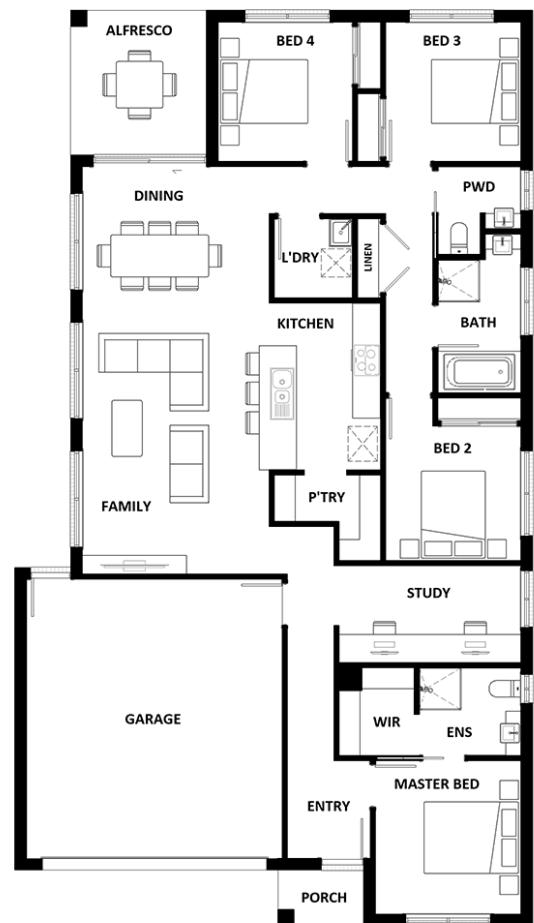 ALFRESCO
BED 4
BED 3
DINING
PWD
L'DRY
LINEN
KITCHEN
BATH
BED 2
P'TRY
FAMILY
STUDY
GARAGE
WIR
ENS
MASTER BED
ENTRY
PORCH